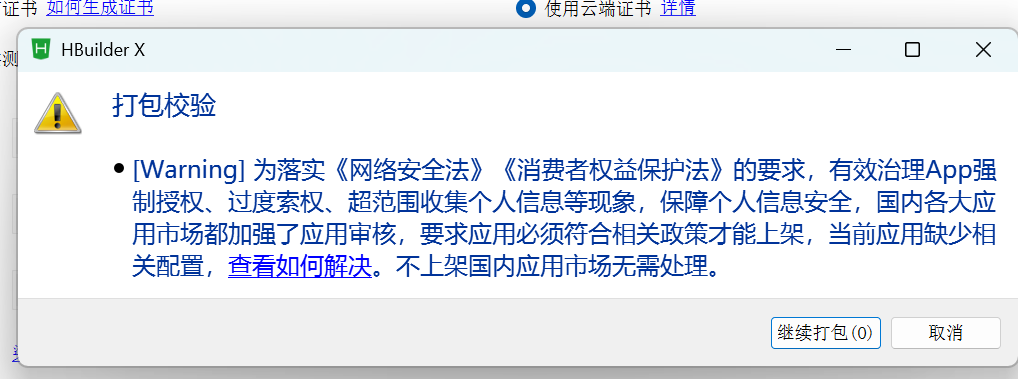 证书 如何生成证书 使用云端证书 详情
测
HBuilder X
打包校验
[Warning] 为落实《网络安全法》《消费者权益保护法》的要求，有效治理App强
制授权、过度索权、超范围收集个人信息等现象，保障个人信息安全，国内各大应
用市场都加强了应用审核，要求应用必须符合相关政策才能上架，当前应用缺少相
关配置，查看如何解决。不上架国内应用市场无需处理。
继续打包(O) 取消